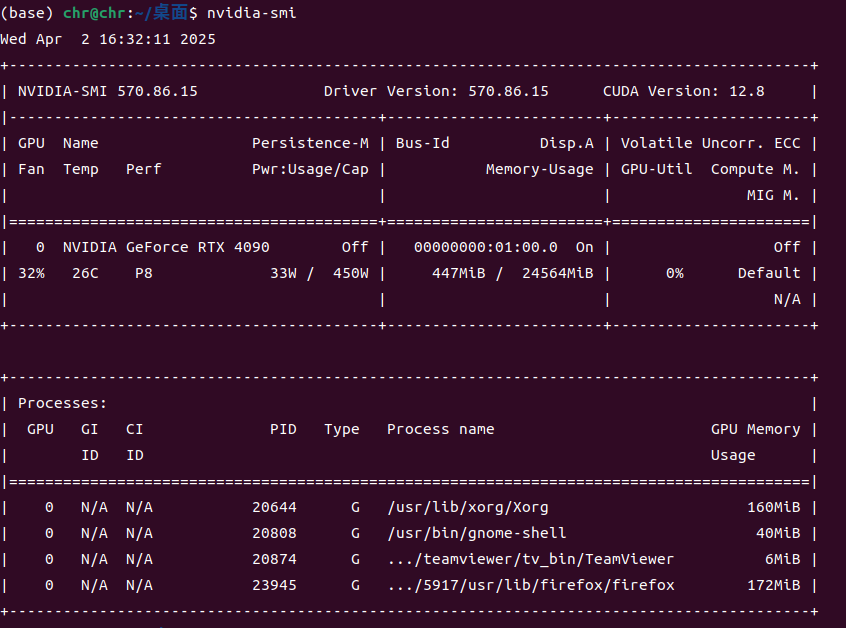 (base) chr@chr:~/桌面$ nvidia-smi
Wed Apr  2 16:32:11 2025
+-----------------------------------------------------------------------------------------+
| NVIDIA-SMI 570.86.15              Driver Version: 570.86.15      CUDA Version: 12.8     |
|-----------------------------------------+------------------------+----------------------+
| GPU  Name                 Persistence-M | Bus-Id          Disp.A | Volatile Uncorr. ECC |
| Fan  Temp   Perf          Pwr:Usage/Cap |           Memory-Usage | GPU-Util  Compute M. |
|                                         |                        |               MIG M. |
|=========================================+========================+======================|
|   0  NVIDIA GeForce RTX 4090        Off |   00000000:01:00.0  On |                  Off |
| 32%   26C    P8             33W /  450W |     447MiB /  24564MiB |      0%      Default |
|                                         |                        |                  N/A |
+-----------------------------------------+------------------------+----------------------+
+-----------------------------------------------------------------------------------------+
| Processes:                                                                              |
|  GPU   GI   CI              PID   Type   Process name                        GPU Memory |
|        ID   ID                                                               Usage      |
|=========================================================================================|
|    0   N/A  N/A           20644      G   /usr/lib/xorg/Xorg                      160MiB |
|    0   N/A  N/A           20808      G   /usr/bin/gnome-shell                     40MiB |
|    0   N/A  N/A           20874      G   .../teamviewer/tv_bin/TeamViewer          6MiB |
|    0   N/A  N/A           23945      G   .../5917/usr/lib/firefox/firefox        172MiB |
+-----------------------------------------------------------------------------------------+